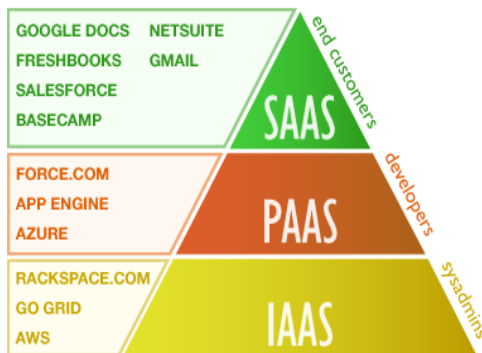 GOOGLE DOCS NETSUITE
FRESHBOOKS GMAIL
SALESFORCE
BASECAMP
SAAS
end customers
FORCE.COM
APP ENGINE
AZURE
PAAS
developers
RACKSPACE.COM
GO GRID
AWS
IAAS
sysadmins